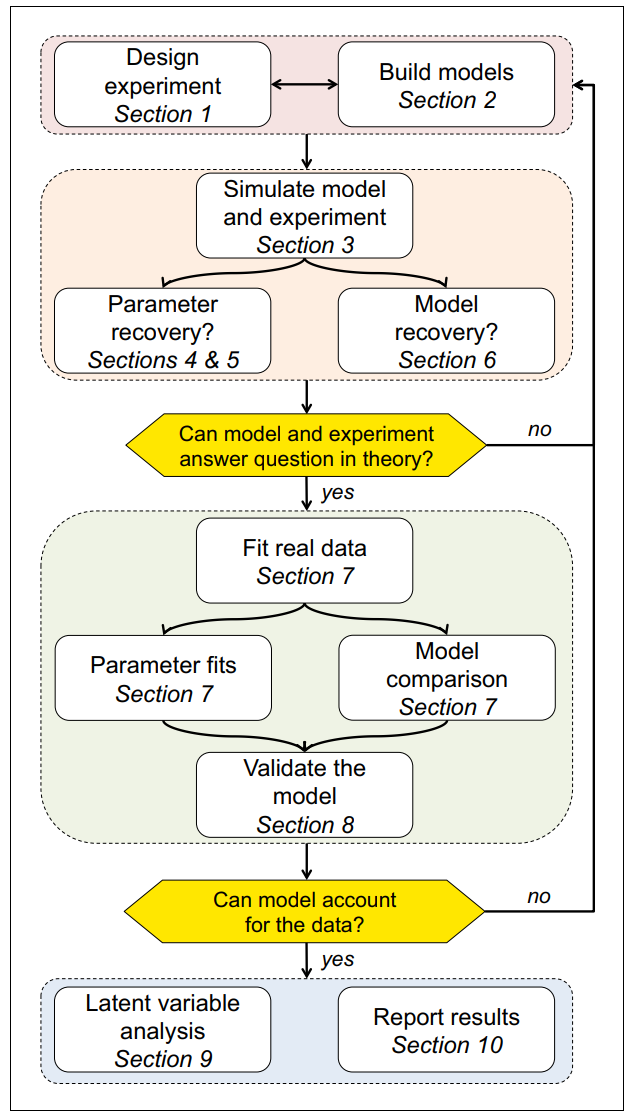 Design
experiment
Section 1
Build models
Section 2
Simulate model
and experiment
Section 3
Parameter
recovery?
Sections 4 & 5
Model
recovery?
Section 6
Can model and experiment
answer question in theory?
no
yes
Fit real data
Section 7
Parameter fits
Section 7
Model
comparison
Section 7
Validate the
model
Section 8
Can model account
for the data?
no
yes
Latent variable
analysis
Section 9
Report results
Section 10